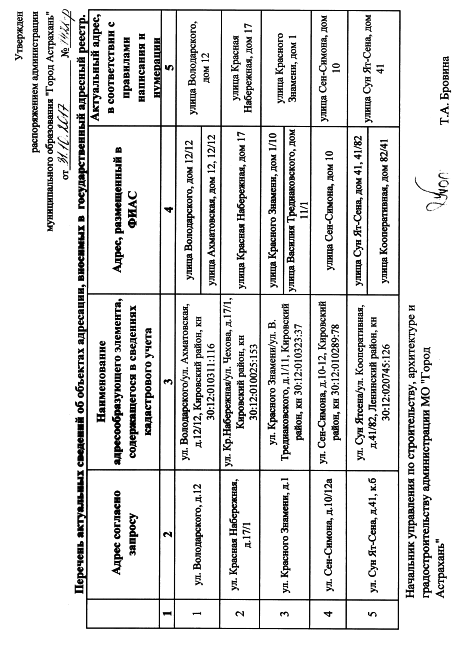 Утвержден
распоряжением администрации
муниципального образования "Город Астрахань"
от 31.10.2017 №
Перечень актуальных сведений об объектах адресации, вносимых в государственный адресный реестр.
Адрес согласно
запросу
Наименование
адресообразующего элемента,
содержащегося в сведениях
кадастрового учета
Адрес, размещенный в
ФИАС
Актуальный адрес,
в соответствии с
правилами
написания и
нумерации
1 2 3 4 5
1
ул. Володарского, д.12
ул. Володарского/ул. Ахматовская,
д.12/12, Кировский район, кн
30:12:010311:116
улица Володарского, дом 12/12
улица Ахматовская, дом 12, 12/12
улица Володарского,
дом 12
2
ул. Красная Набережная,
д.17/1
ул. Кр.Набережная/ул. Чехова, д.17/1,
Кировский район, кн
30:12:010025:153
улица Красная Набережная, дом 17
улица Красная
Набережная, дом 17
3
ул. Красного Знамени, д.1
ул. Красного Знамени/ул. В.
Тредиаковского, д.1/11, Кировский
район, кн 30:12:010323:37
улица Красного Знамени, дом 1/10
улица Василия Тредиаковского, дом
11/1
улица Красного
Знамени, дом 1
4
ул. Сен-Симона, д.10/12а
ул. Сен-Симона, д.10-12, Кировский
район, кн 30:12:010289:78
улица Сен-Симона, дом 10
улица Сен-Симона, дом
10
5
ул. Сун Ят-Сена, д.41, к.6
ул. Сун Ятсена/ул. Кооперативная,
д.41/82, Ленинский район, кн
30:12:020745:126
улица Сун Ят-Сена, дом 41, 41/82
улица Кооперативная, дом 82/41
улица Сун Ят-Сена, дом
41
Начальник управления по строительству, архитектуре и
градостроительству администрации МО "Город
Астрахань"
Т.А. Бровина